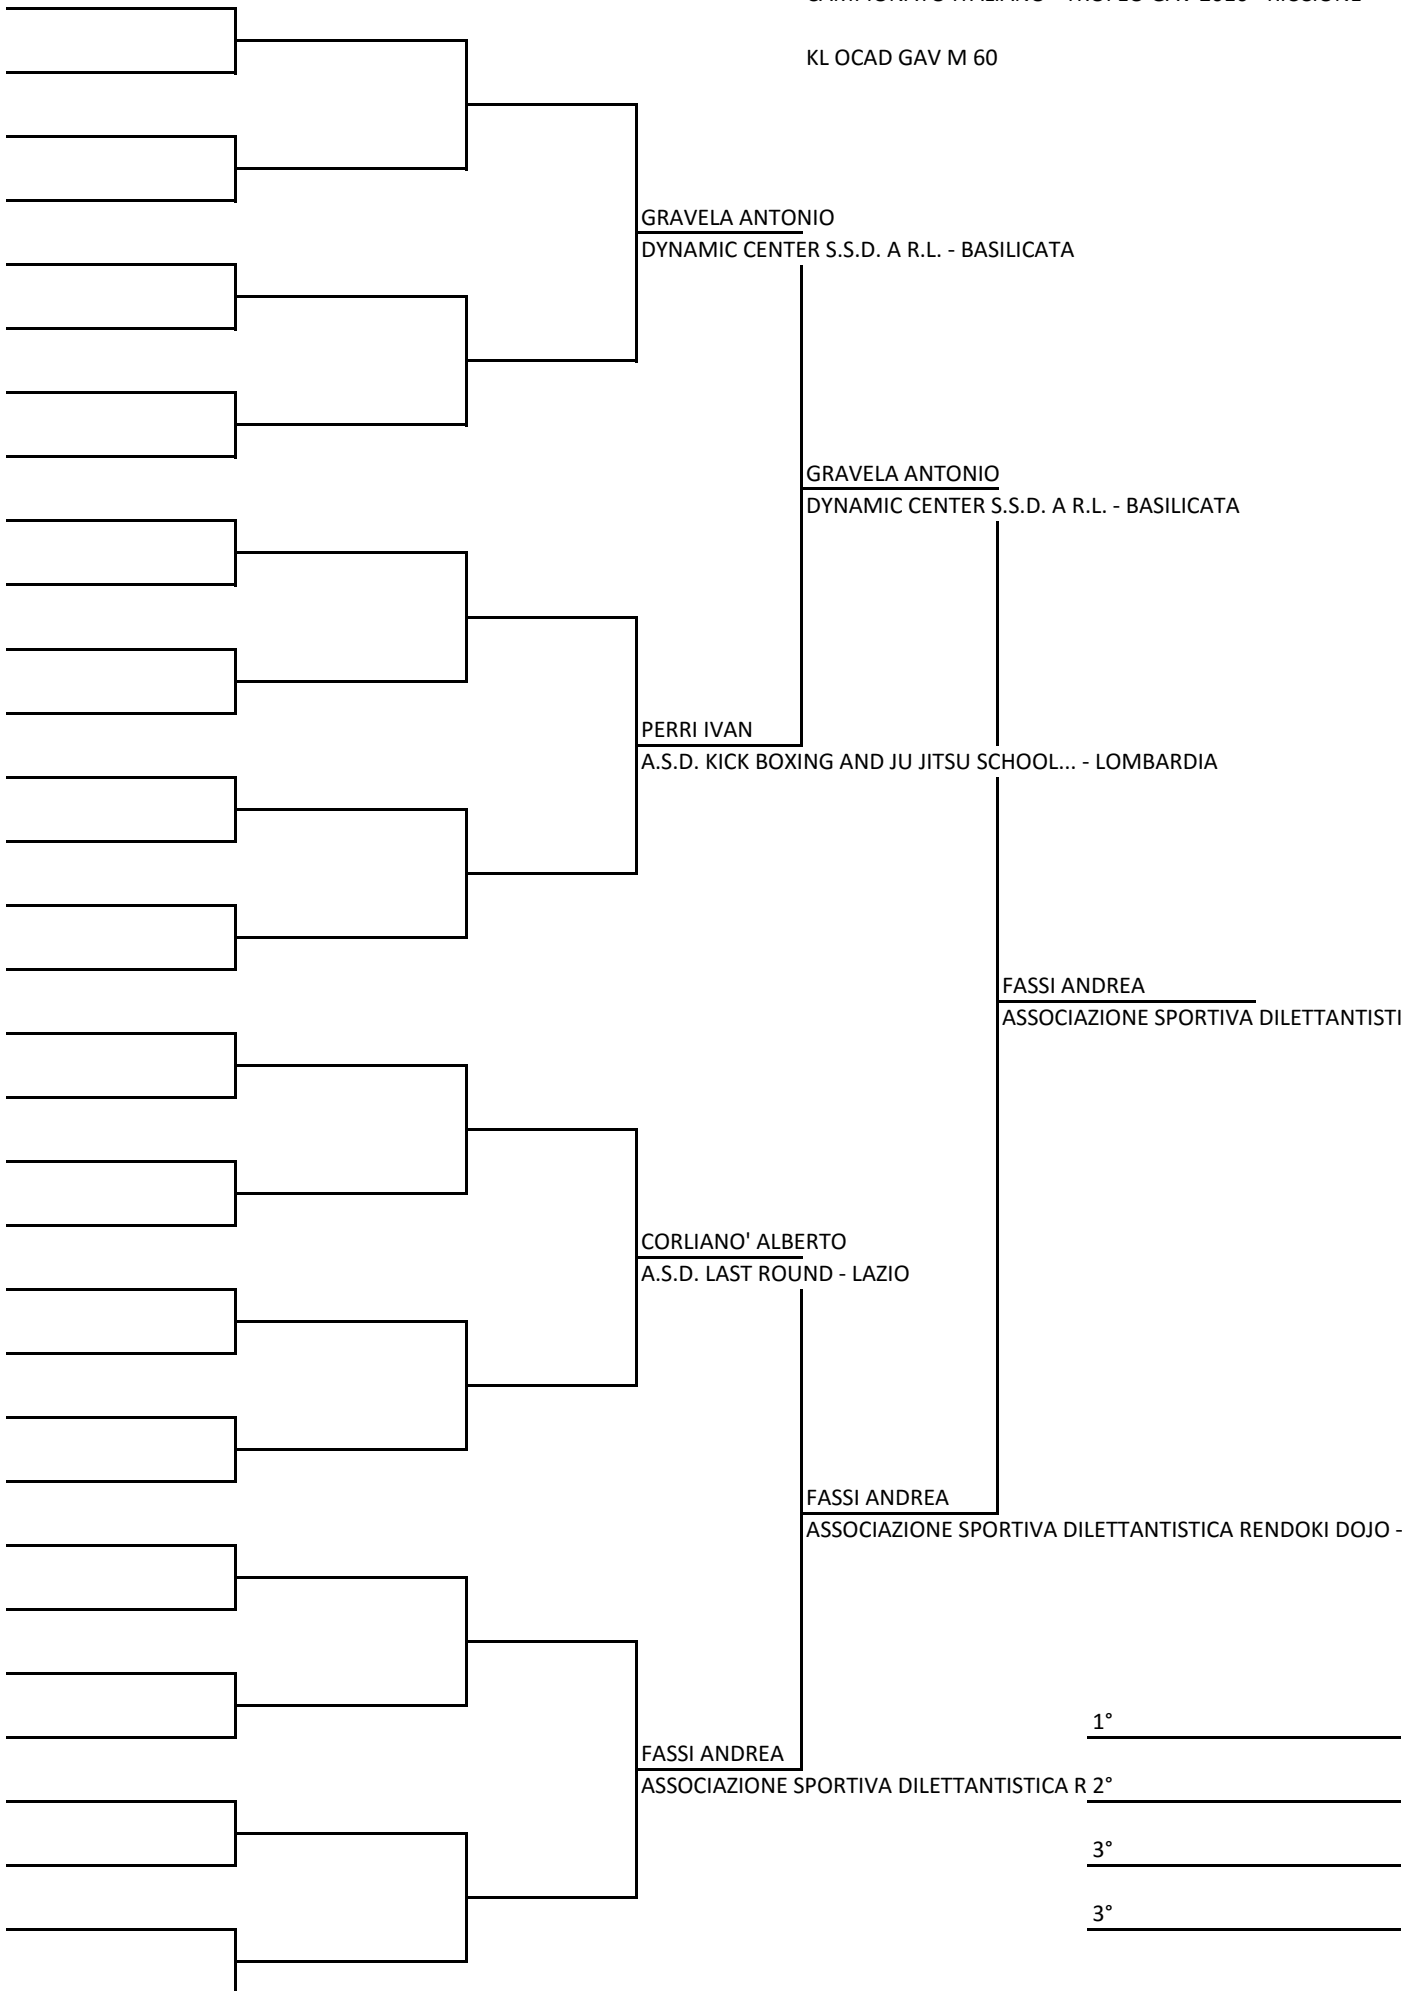 KL OCAD GAV M 60
GRAVELA ANTONIO
DYNAMIC CENTER S.S.D. A R.L. - BASILICATA
GRAVELA ANTONIO
DYNAMIC CENTER S.S.D. A R.L. - BASILICATA
PERRI IVAN
A.S.D. KICK BOXING AND JU JITSU SCHOOL... - LOMBARDIA
FASSI ANDREA
ASSOCIAZIONE SPORTIVA DILETTANTISTI
CORLIANO' ALBERTO
A.S.D. LAST ROUND - LAZIO
FASSI ANDREA
ASSOCIAZIONE SPORTIVA DILETTANTISTICA RENDOKI DOJO -
1°
FASSI ANDREA
ASSOCIAZIONE SPORTIVA DILETTANTISTICA R 2°
3°
3°